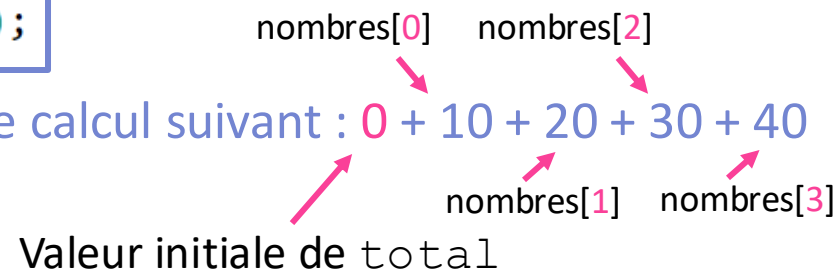 );
nombres[0] nombres[2]
e calcul suivant : 0 + 10 + 20 + 30 + 40
nombres[1] nombres[3]
Valeur initiale de total